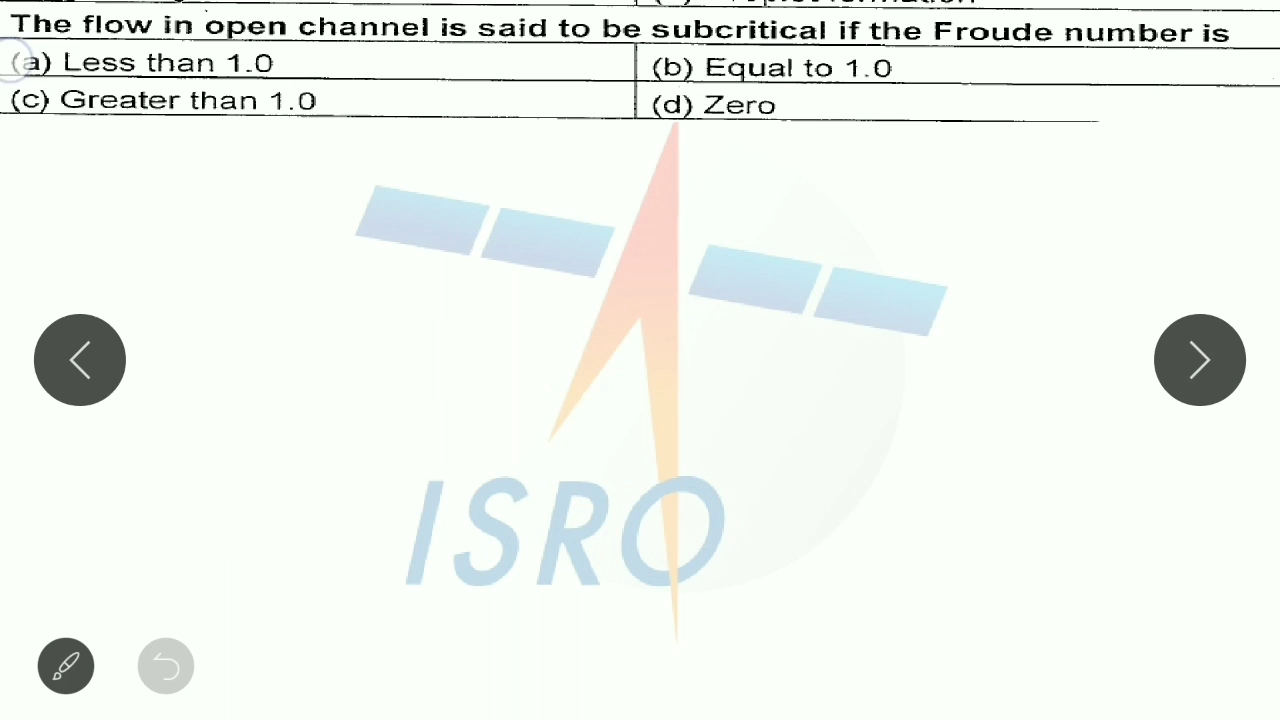 The flow in open channel is said to be subcritical if the Froude number is
(a) Less than 1.0
(b) Equal to 1.0
(c) Greater than 1.0
(d) Zero
ISRO